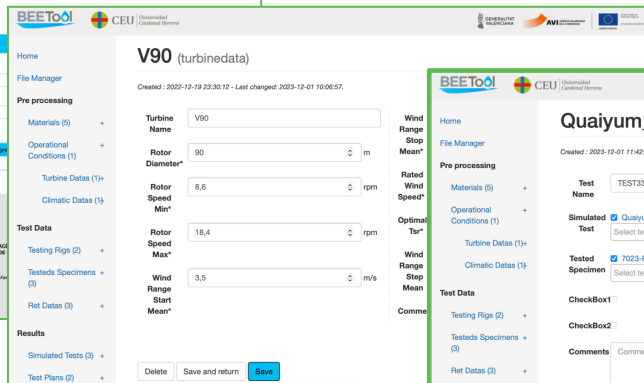 BEETool
CEU Universidad Cardenal Herrera
GENERALITAT VALENCIANA
AVI
Home
File Manager
Pre processing
Materials (5) +
Operational Conditions (1) +
Turbine Datas (1)+
Climatic Datas (1)+
Test Data
Testing Rigs (2) +
Testeds Specimens (3) +
Ret Datas (3) +
Results
Simulated Tests (3) +
Test Plans (2) +
V90 (turbinedata)
Created : 2022-12-19 23:30:12 - Last changed: 2023-12-01 10:06:57.
Turbine Name V90
Rotor Diameter* 90 m
Rotor Speed Min* 8,6 rpm
Rotor Speed Max* 18,4 rpm
Wind Range Start Mean* 3,5 m/s
Wind Range Stop Mean*
Rated Wind Speed*
Optimal Tsr*
Wind Range Step Mean
Comme
Delete Save and return Save
BEETool
CEU Universidad Cardenal Herrera
Home
File Manager
Pre processing
Materials (5) +
Operational Conditions (1) +
Turbine Datas (1)+
Climatic Datas (1)+
Test Data
Testing Rigs (2) +
Testeds Specimens (3) +
Ret Datas (3) +
Quaiyum_
Created : 2023-12-01 11:42:
Test Name TEST33
Simulated Test Quaiyu
Select te
Tested Specimen 7023-F
Select te
CheckBox1
CheckBox2
Comments Comme